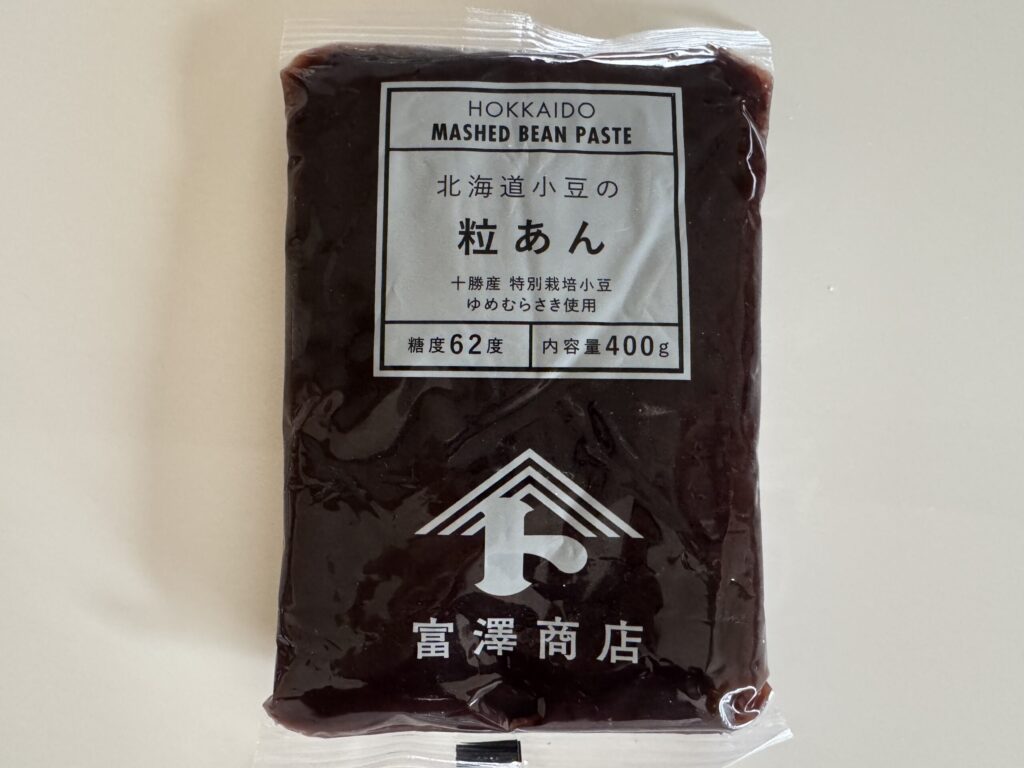 HOKKAIDO
MASHED BEAN PASTE
北海道小豆の
粒あん
十勝産 特別栽培小豆
ゆめむらさき使用
糖度62度
内容量400g
ト
富澤商店